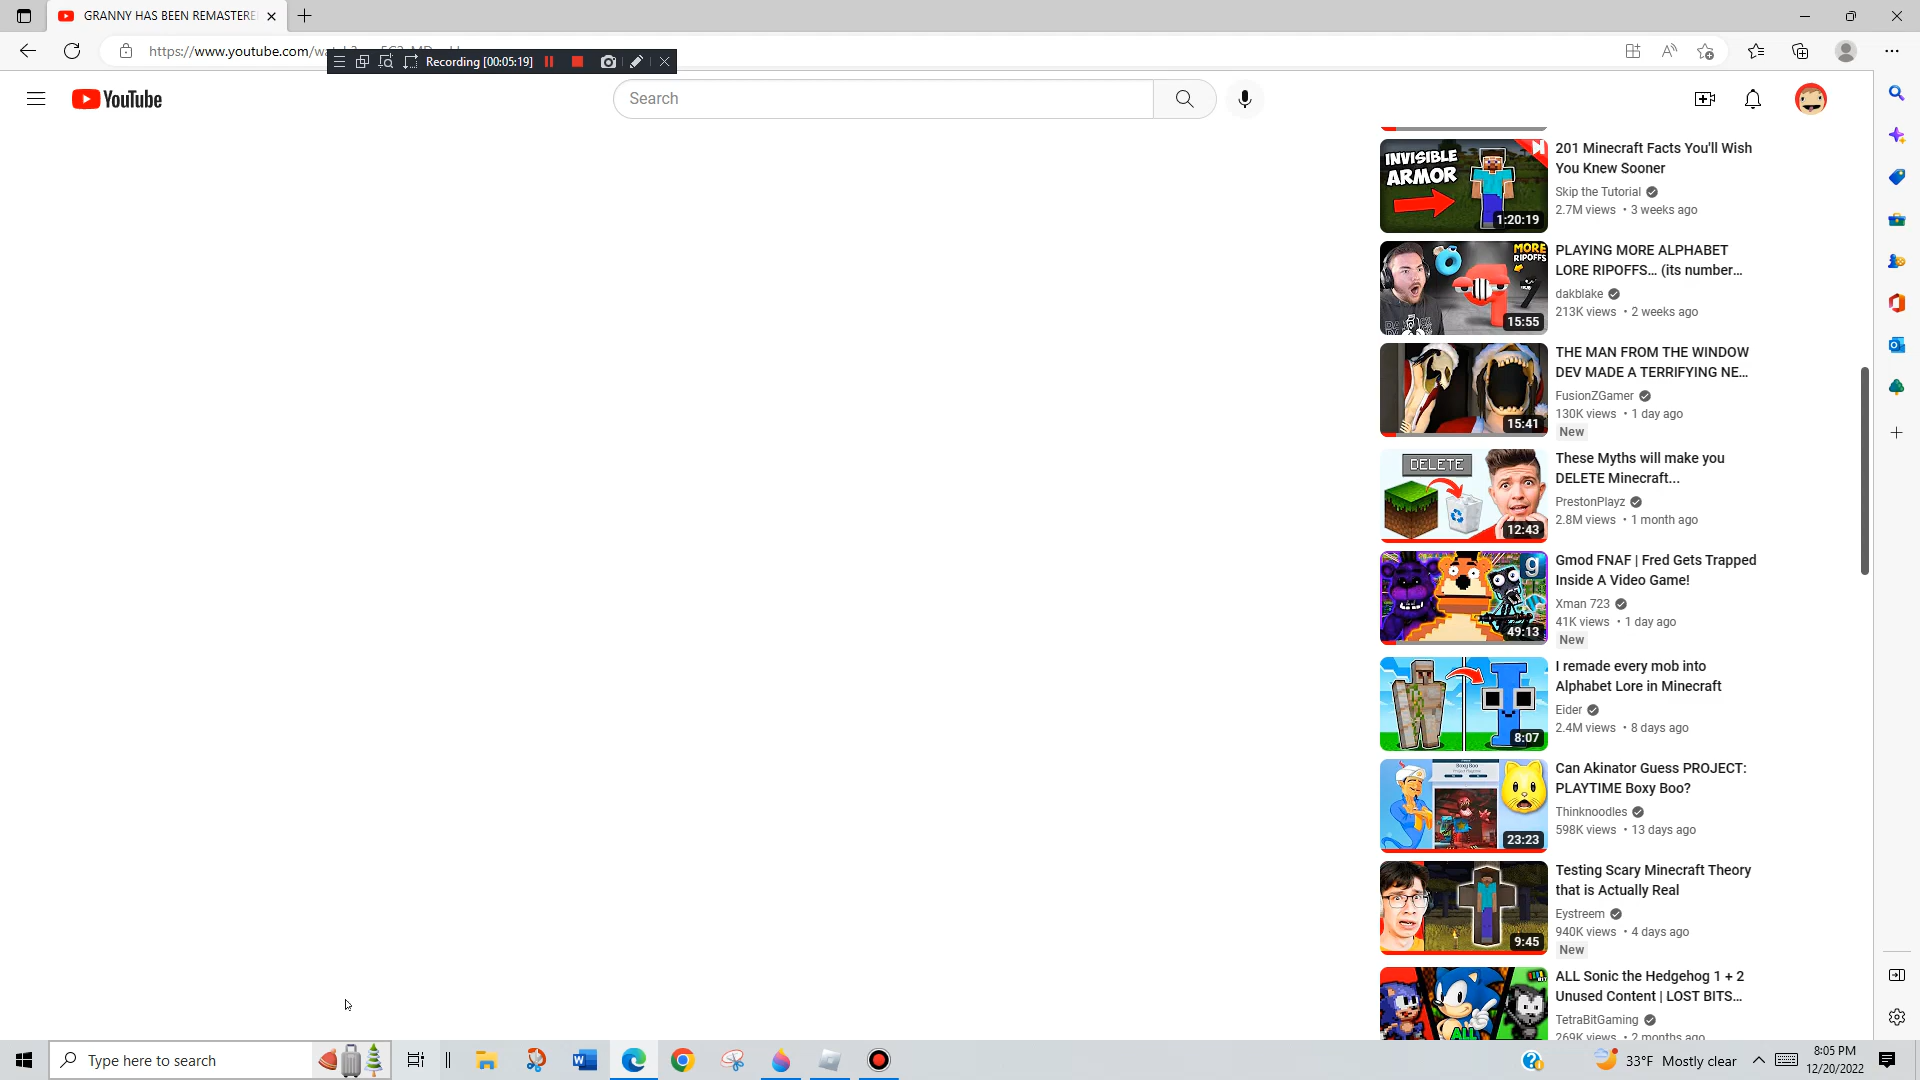 GRANNY HAS BEEN REMASTERE
https://www.youtube.com/wa
Recording [00:05:19]
YouTube
Search
INVISIBLE
ARMOR
1:20:19
201 Minecraft Facts You'll Wish
You Knew Sooner
Skip the Tutorial
2.7M views • 3 weeks ago
MORE
RIPOFFS
15:55
PLAYING MORE ALPHABET
LORE RIPOFFS... (its number...
dakblake
213K views • 2 weeks ago
15:41
THE MAN FROM THE WINDOW
DEV MADE A TERRIFYING NE...
FusionZGamer
130K views • 1 day ago
New
DELETE
12:43
These Myths will make you
DELETE Minecraft...
PrestonPlayz
2.8M views • 1 month ago
49:13
Gmod FNAF | Fred Gets Trapped
Inside A Video Game!
Xman 723
41K views • 1 day ago
New
8:07
I remade every mob into
Alphabet Lore in Minecraft
Eider
2.4M views • 8 days ago
Boxy Boo
23:23
Can Akinator Guess PROJECT:
PLAYTIME Boxy Boo?
Thinknoodles
598K views • 13 days ago
9:45
Testing Scary Minecraft Theory
that is Actually Real
Eystreem
940K views • 4 days ago
New
ALL
ALL Sonic the Hedgehog 1 + 2
Unused Content | LOST BITS...
TetraBitGaming
269K views • 2 months ago
Type here to search
33°F Mostly clear
8:05 PM
12/20/2022